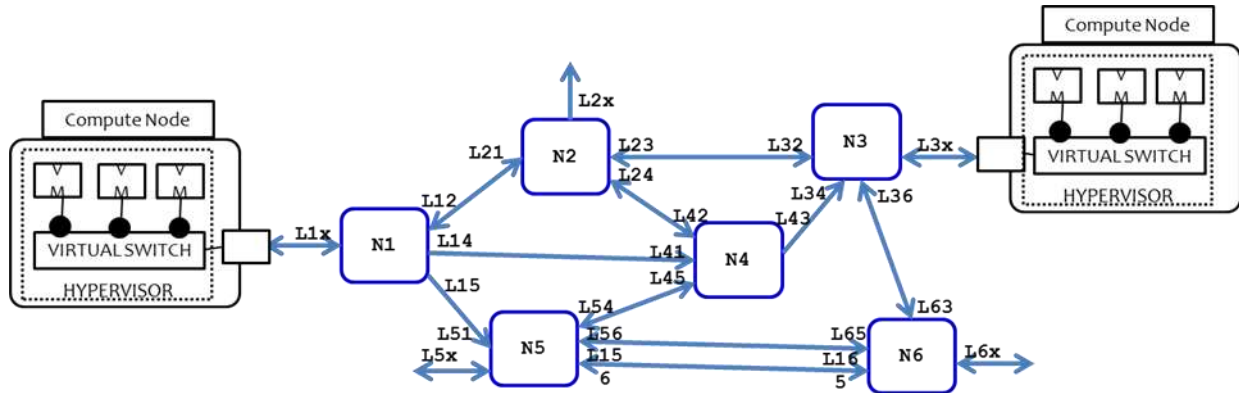 Compute Node
V
M
V
M
V
M
VIRTUAL SWITCH
HYPERVISOR
L1x
N1
L12
L14
L15
L21
L2x
N2
L23
L24
L32
N3
L3x
L34
L36
L42
L43
L41
N4
L45
L54
L51
L5x
N5
L56
L15
6
L65
L16
5
L63
N6
L6x
Compute Node
V
M
V
M
V
M
VIRTUAL SWITCH
HYPERVISOR